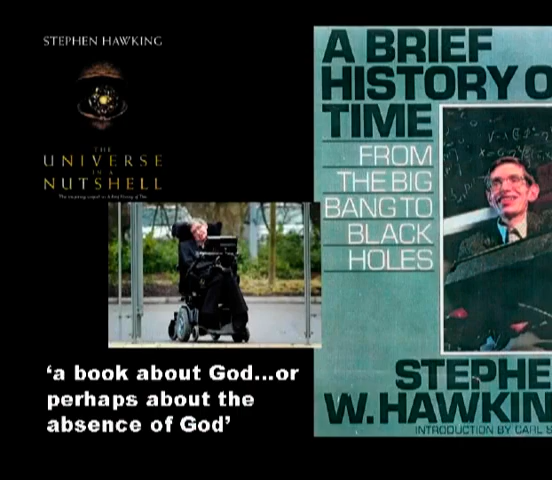 STEPHEN HAWKING
THE
UNIVERSE
IN A
NUTSHELL
A BRIEF
HISTORY O
TIME
FROM
THE BIG
BANG TO
BLACK
HOLES
STEPHE
W. HAWKIN
INTRODUCTION BY CARL S
‘a book about God...or
perhaps about the
absence of God’